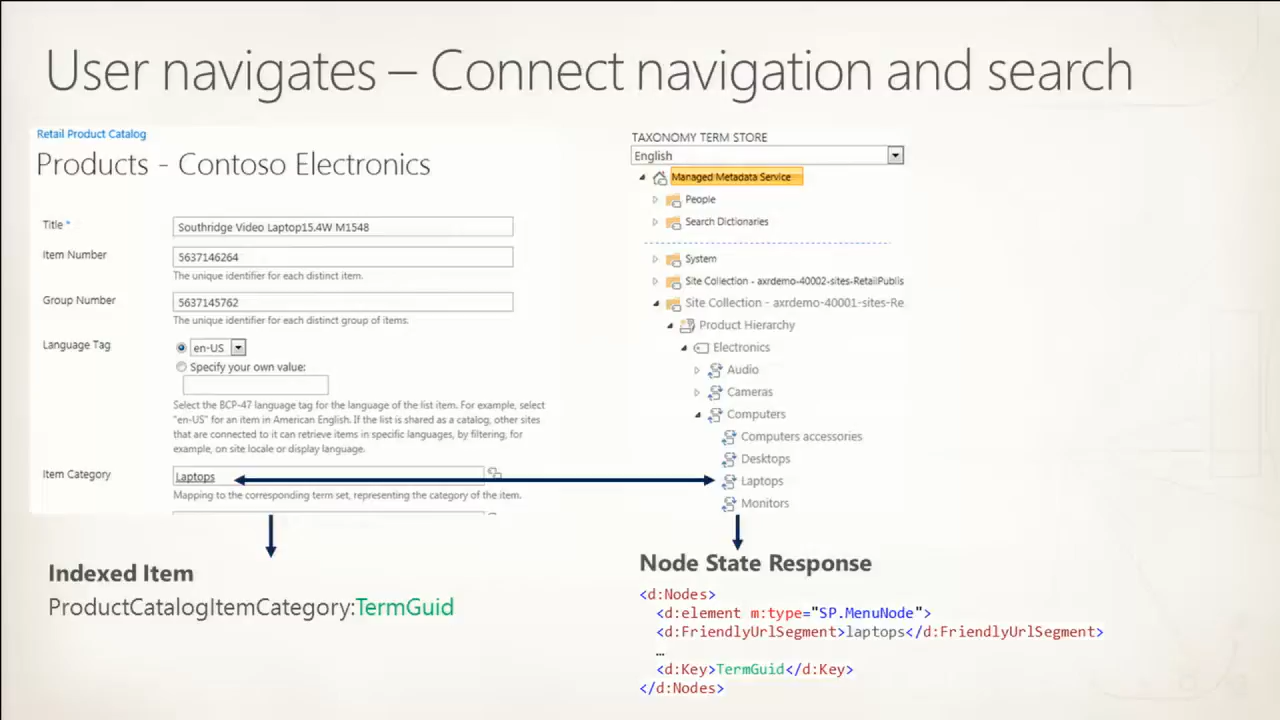 User navigates – Connect navigation and search
Retail Product Catalog
Products - Contoso Electronics
Title *
Southridge Video Laptop15.4W M1548
Item Number
5637146264
The unique identifier for each distinct item.
Group Number
5637145762
The unique identifier for each distinct group of items.
Language Tag
en-US
Specify your own value:
Select the BCP-47 language tag for the language of the list item. For example, select
"en-US" for an item in American English. If the list is shared as a catalog, other sites
that are connected to it can retrieve items in specific languages, by filtering, for
example, on site locale or display language.
Item Category
Laptops
Mapping to the corresponding term set, representing the category of the item.
Indexed Item
ProductCatalogItemCategory:TermGuid
TAXONOMY TERM STORE
English
Managed Metadata Service
People
Search Dictionaries
System
Site Collection - axrdemo-40002-sites-RetailPublis
Site Collection - axrdemo-40001-sites-Re
Product Hierarchy
Electronics
Audio
Cameras
Computers
Computers accessories
Desktops
Laptops
Monitors
Node State Response
<d:Nodes>
<d:element m:type="SP.MenuNode">
<d:FriendlyUrlSegment>laptops</d:FriendlyUrlSegment>
…
<d:Key>TermGuid</d:Key>
</d:Nodes>